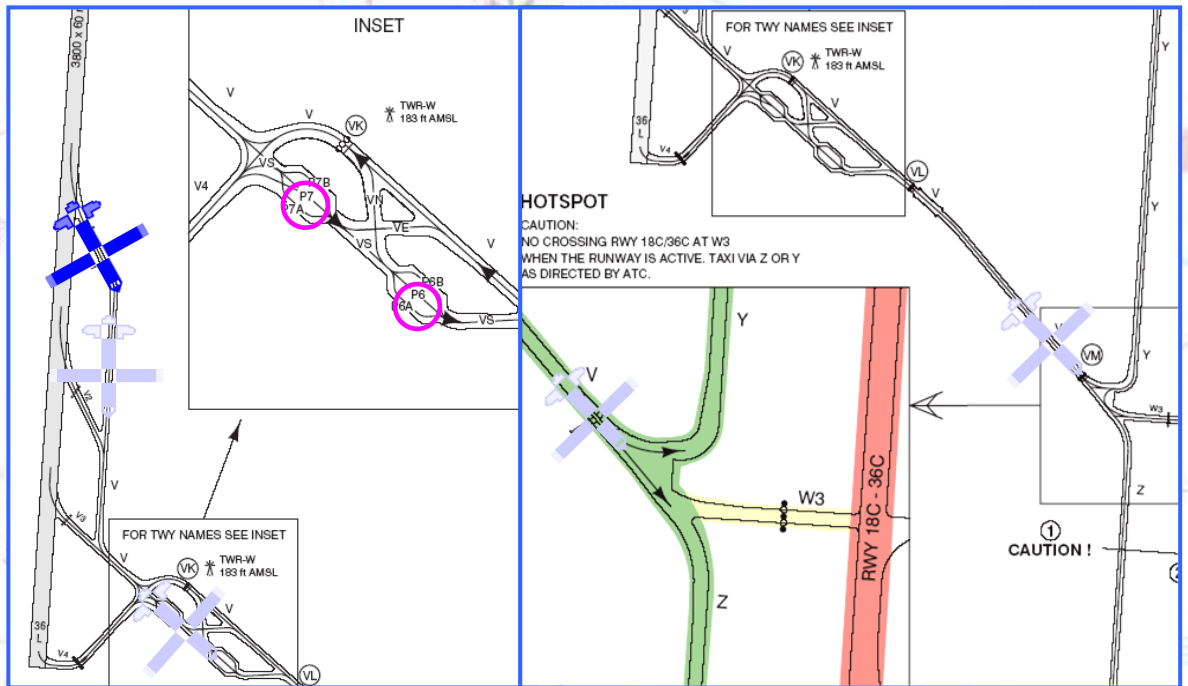 3800 x 60 m
INSET
V
V
TWR-W
183 ft AMSL
VK
VS
P7B
P7
P7A
V4
VN
VE
VS
V
P6B
P6
P6A
VS
V2
V
V3
FOR TWY NAMES SEE INSET
V
VK
TWR-W
183 ft AMSL
V
36
L
V4
VL
FOR TWY NAMES SEE INSET
Y
V
VK
TWR-W
183 ft AMSL
V
36
L
V4
VL
V
Y
HOTSPOT
CAUTION:
NO CROSSING RWY 18C/36C AT W3
WHEN THE RUNWAY IS ACTIVE. TAXI VIA Z OR Y
AS DIRECTED BY ATC.
Y
V
V
VM
Y
W3
W3
RWY 18C - 36C
Z
Z
1
CAUTION !